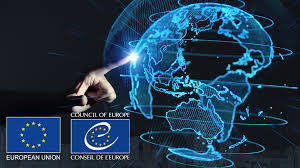 COUNCIL OF EUROPE
EUROPEAN UNION
CONSEIL DE L'EUROPE